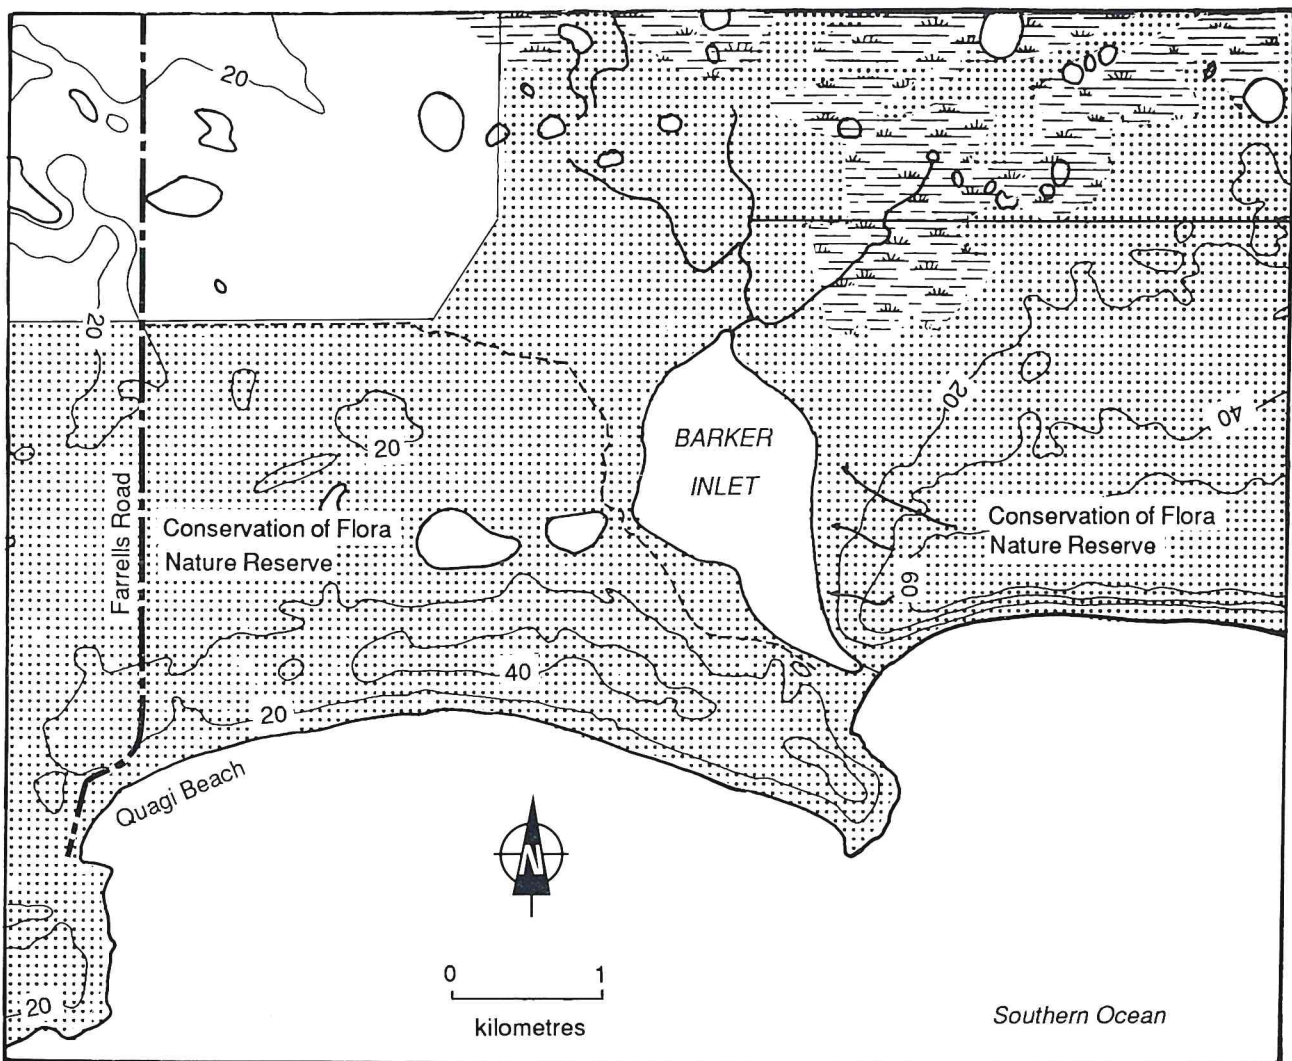 20
20
20
40
20
BARKER
INLET
Farrells Road
Conservation of Flora
Nature Reserve
Conservation of Flora
Nature Reserve
60
40
20
Quagi Beach
N
0 1
kilometres
20
Southern Ocean